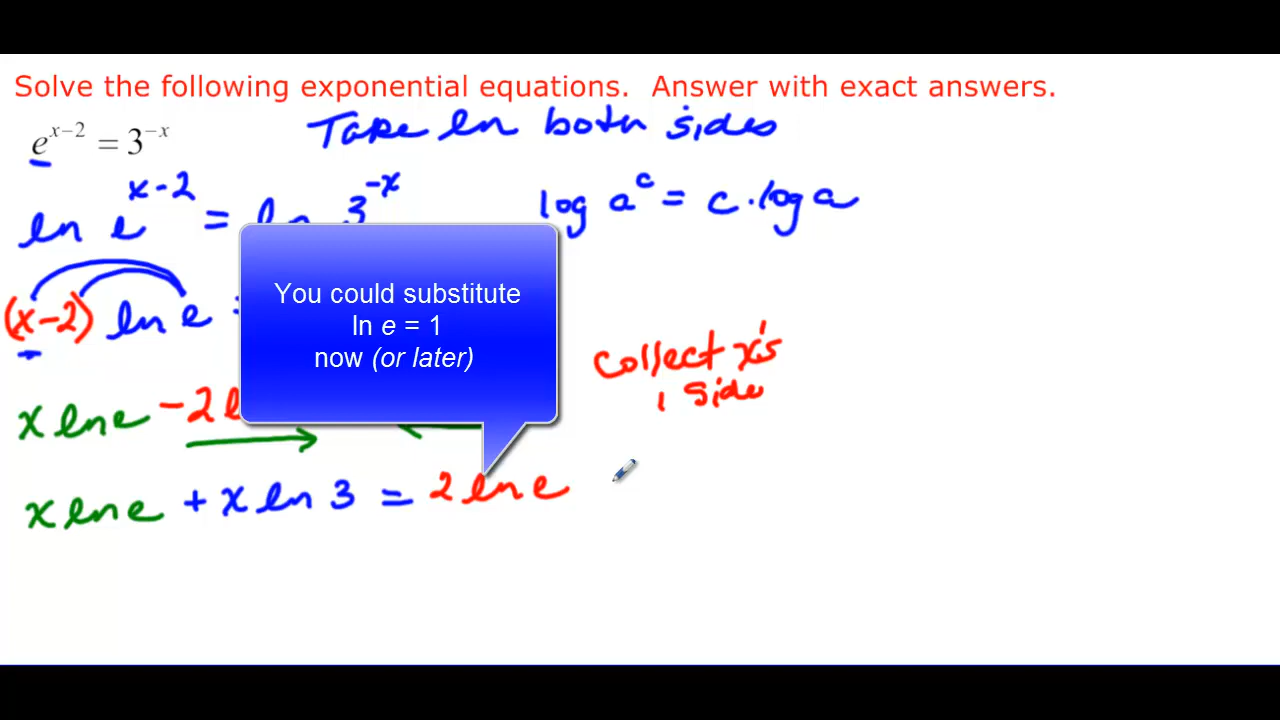 Solve the following exponential equations. Answer with exact answers.
e^{x-2} = 3^{-x}
Take ln both sides
ln e^{x-2} = ln 3^{-x}
log a^c = c · log a
(x-2) ln e =
You could substitute
ln e = 1
now (or later)
collect x's
1 side
x ln e - 2 l
x ln e + x ln 3 = 2 ln e